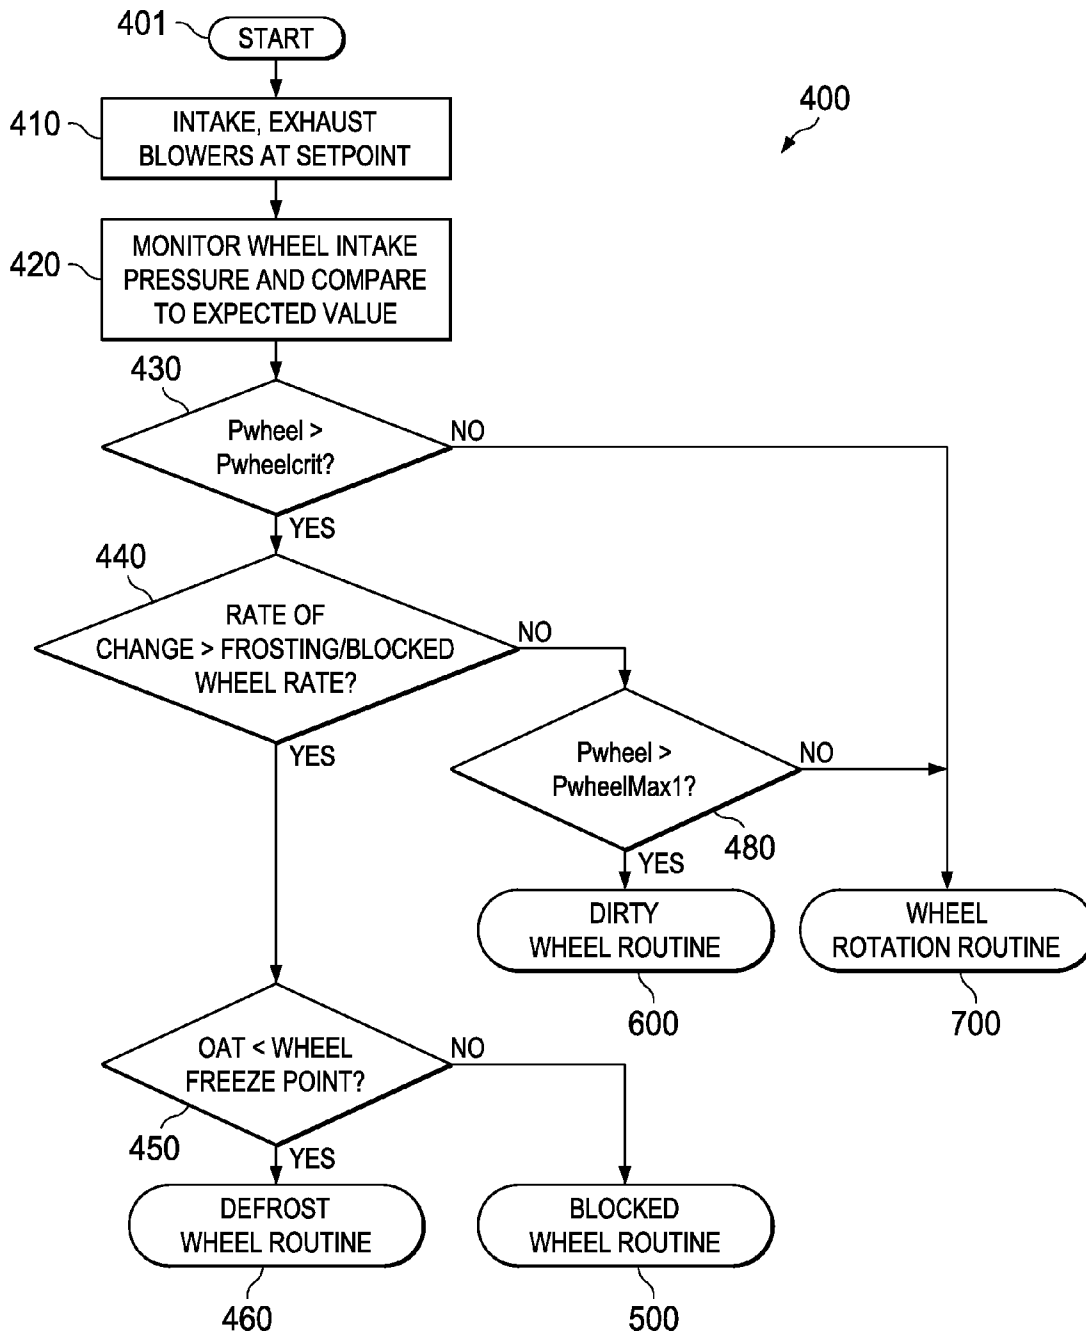 401
START
400
410
INTAKE, EXHAUST
BLOWERS AT SETPOINT
420
MONITOR WHEEL INTAKE
PRESSURE AND COMPARE
TO EXPECTED VALUE
430
Pwheel >
Pwheelcrit?
NO
YES
440
RATE OF
CHANGE > FROSTING/BLOCKED
WHEEL RATE?
NO
YES
Pwheel >
PwheelMax1?
NO
480
YES
DIRTY
WHEEL ROUTINE
600
WHEEL
ROTATION ROUTINE
700
OAT < WHEEL
FREEZE POINT?
NO
450
YES
DEFROST
WHEEL ROUTINE
460
BLOCKED
WHEEL ROUTINE
500